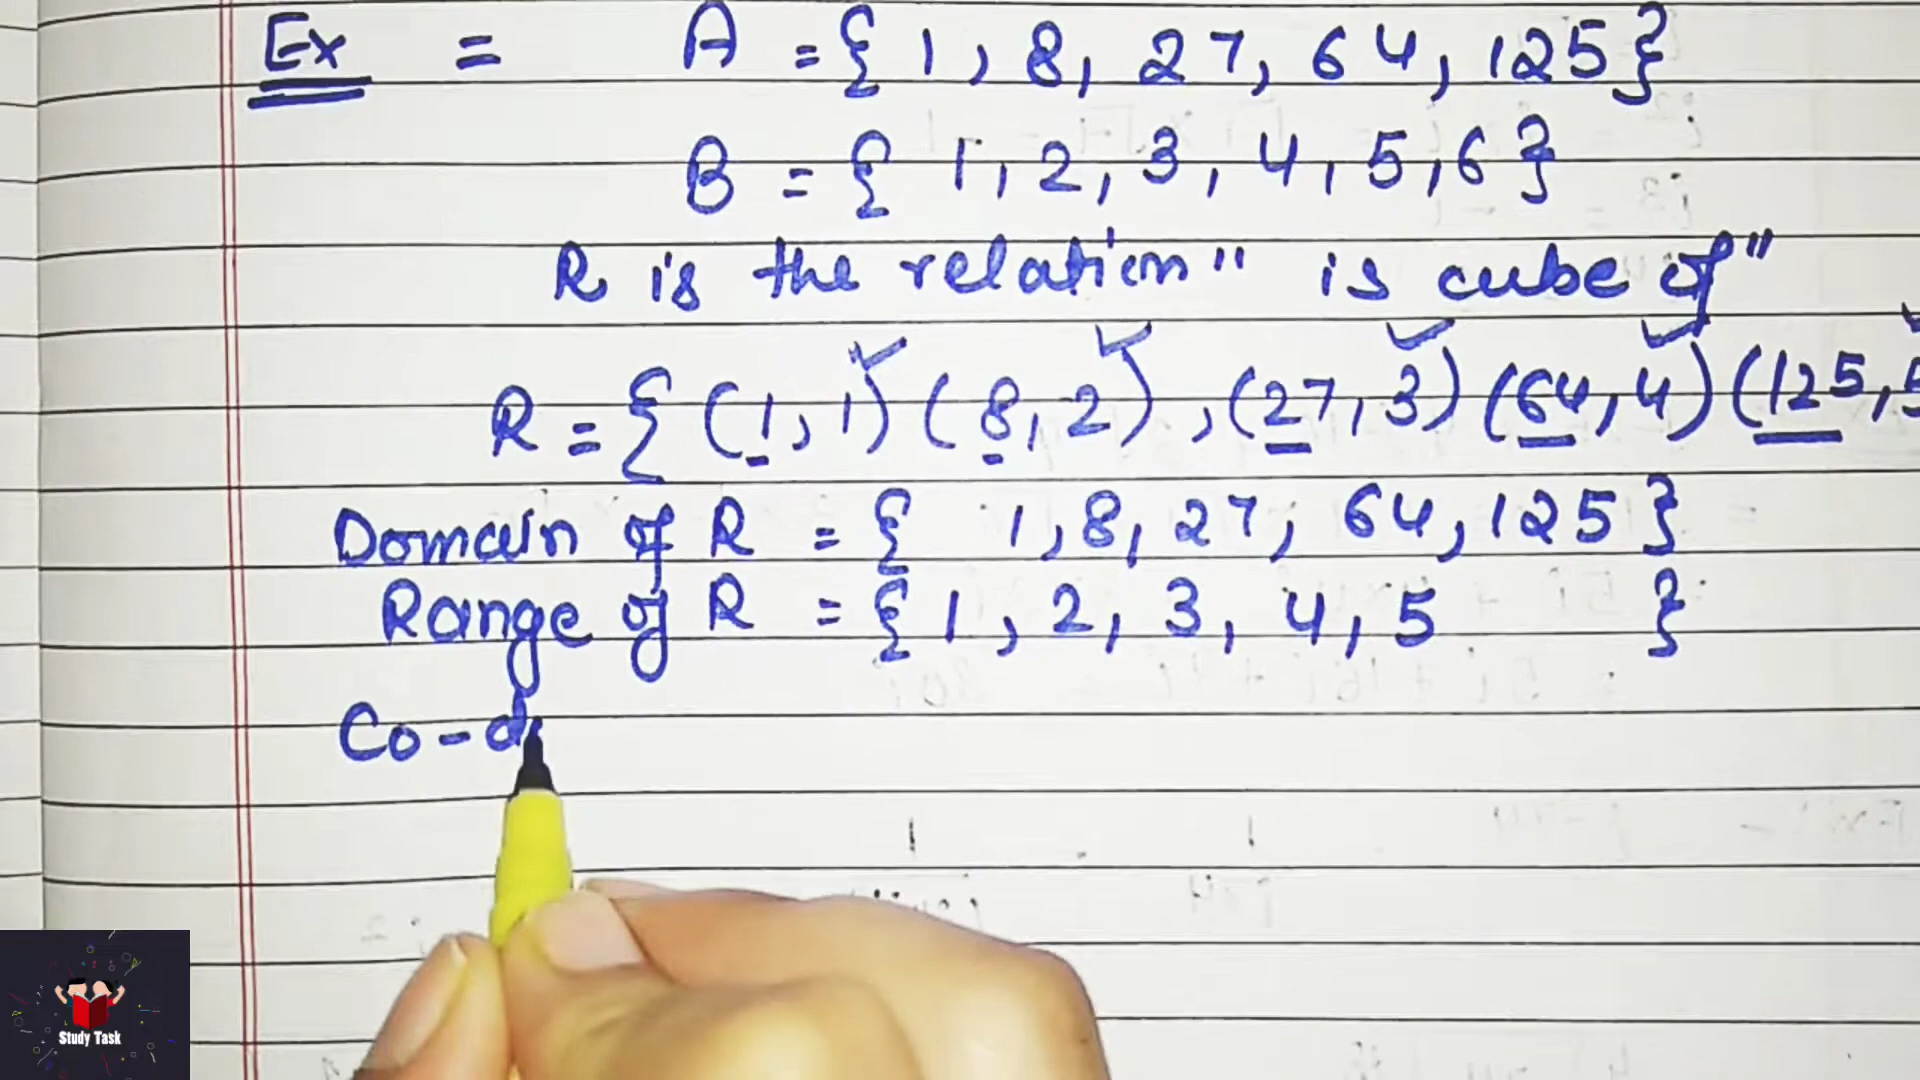 Ex = A = { 1 , 8, 27, 64, 125}
B = { 1, 2, 3, 4, 5, 6 }
R is the relation " is cube of "
R = { (1, 1) (8, 2) , (27, 3) (64, 4) (125, 5
Domain of R = { 1, 8, 27, 64, 125 }
Range of R = { 1 , 2, 3, 4, 5 }
Co-d
Study Task